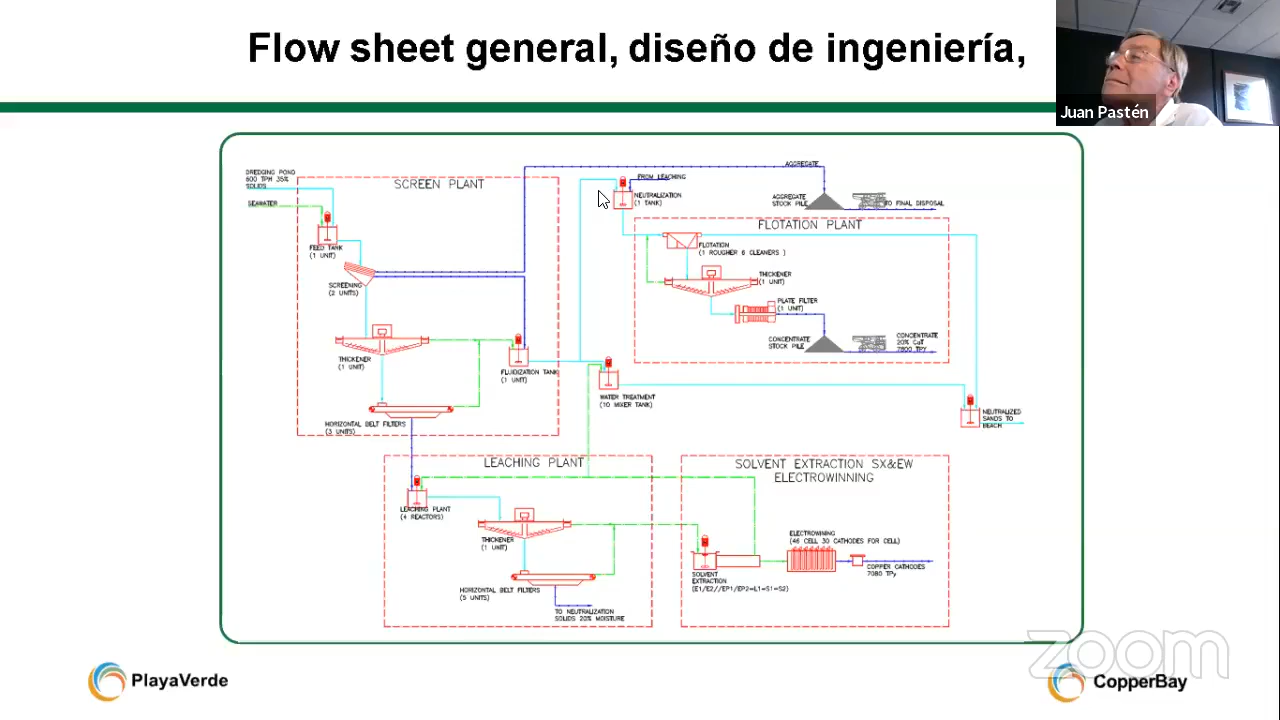 Flow sheet general, diseño de ingeniería,
Juan Pastén
DREDGING POND
600 TPH 35%
SOLIDS
SEAWATER
SCREEN PLANT
FEED TANK
(1 UNIT)
SCREENING
(2 UNITS)
THICKENER
(1 UNIT)
HORIZONTAL BELT FILTERS
(3 UNITS)
FLUIDIZATION TANK
(1 UNIT)
FROM LEACHING
NEUTRALIZATION
(1 TANK)
AGGREGATE
AGGREGATE
STOCK PILE
TO FINAL DISPOSAL
FLOTATION PLANT
FLOTATION
(1 ROUGHER 6 CLEANERS )
THICKENER
(1 UNIT)
PLATE FILTER
(1 UNIT)
CONCENTRATE
STOCK PILE
CONCENTRATE
20% CuT
7800 TPY
WATER TREATMENT
(10 MIXER TANK)
NEUTRALIZED
SANDS TO
BEACH
LEACHING PLANT
LEACHING PLANT
(4 REACTORS)
THICKENER
(1 UNIT)
HORIZONTAL BELT FILTERS
(5 UNITS)
TO NEUTRALIZATION
SOLIDS 20% MOISTURE
SOLVENT EXTRACTION SX&EW
ELECTROWINNING
SOLVENT
EXTRACTION
(E1/E2//EP1/EP2-L1-S1-S2)
ELECTROWINING
(46 CELL 30 CATHODES FOR CELL)
COPPER CATHODES
7080 TPy
PlayaVerde
CopperBay
zoom